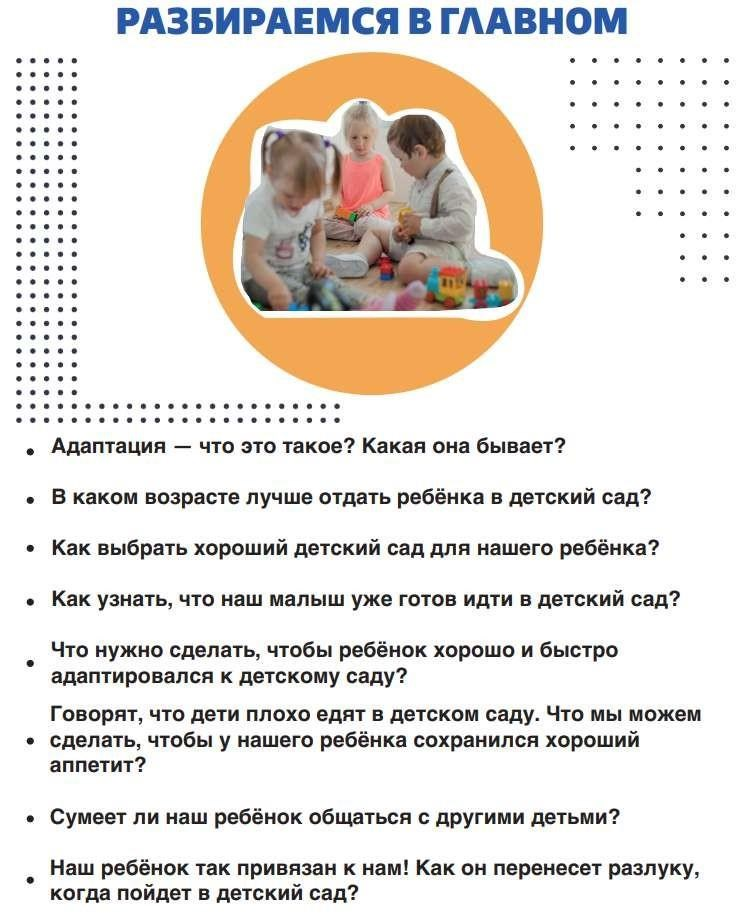 РАЗБИРАЕМСЯ В ГЛАВНОМ
• Адаптация — что это такое? Какая она бывает?
• В каком возрасте лучше отдать ребёнка в детский сад?
• Как выбрать хороший детский сад для нашего ребёнка?
• Как узнать, что наш малыш уже готов идти в детский сад?
• Что нужно сделать, чтобы ребёнок хорошо и быстро
адаптировался к детскому саду?
Говорят, что дети плохо едят в детском саду. Что мы можем
• сделать, чтобы у нашего ребёнка сохранился хороший
аппетит?
• Сумеет ли наш ребёнок общаться с другими детьми?
• Наш ребёнок так привязан к нам! Как он перенесет разлуку,
когда пойдет в детский сад?